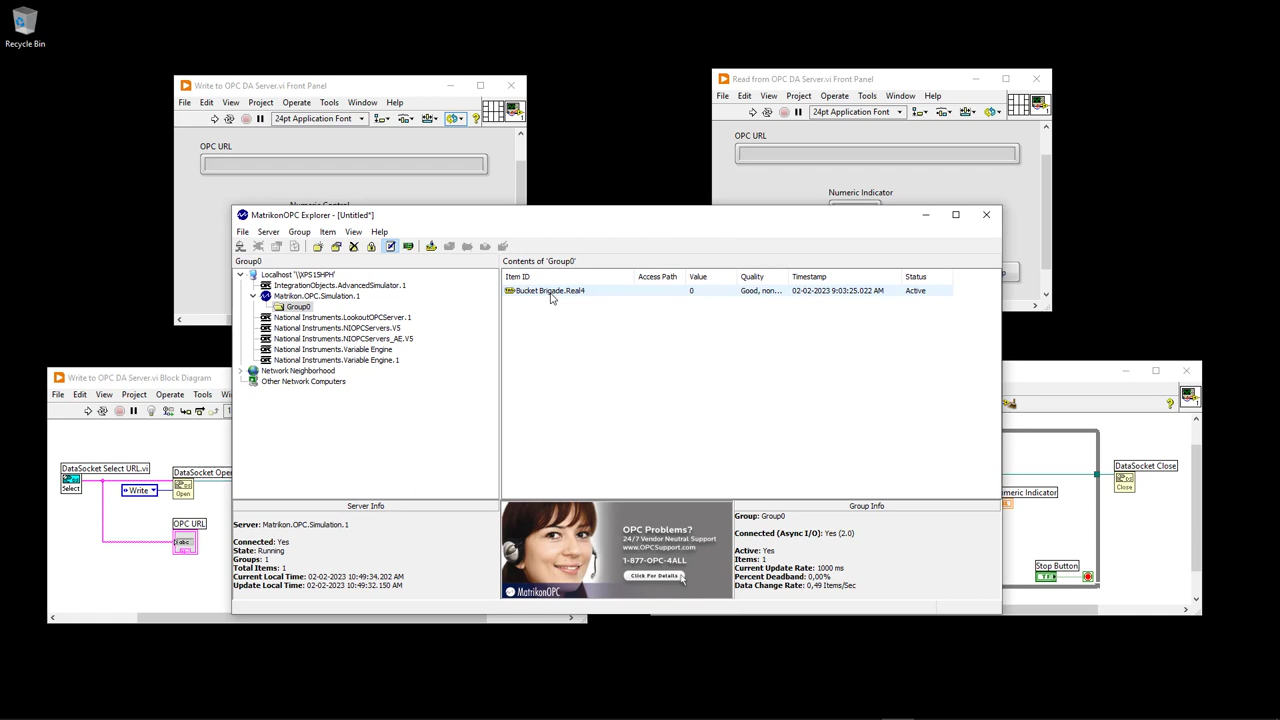 Recycle Bin
Write to OPC DA Server.vi Front Panel
File Edit View Project Operate Tools Window Help
24pt Application Font
OPC URL
Read from OPC DA Server.vi Front Panel
File Edit View Project Operate Tools Window Help
24pt Application Font
OPC URL
Numeric Indicator
MatrikonOPC Explorer - [Untitled*]
File Server Group Item View Help
Group0
Localhost '\\XPS15HPH'
IntegrationObjects.AdvancedSimulator.1
Matrikon.OPC.Simulation.1
Group0
National Instruments.LookoutOPCServer.1
National Instruments.NIOPCServers.V5
National Instruments.NIOPCServers_AE.V5
National Instruments.Variable Engine
National Instruments.Variable Engine.1
Network Neighborhood
Other Network Computers
Contents of 'Group0'
Item ID Access Path Value Quality Timestamp Status
Bucket Brigade.Real4 0 Good, non... 02-02-2023 9:03:25.022 AM Active
Server Info
Server: Matrikon.OPC.Simulation.1
Connected: Yes
State: Running
Groups: 1
Total Items: 1
Current Local Time: 02-02-2023 10:49:34.202 AM
Update Local Time: 02-02-2023 10:49:32.150 AM
OPC Problems?
24/7 Vendor Neutral Support
www.OPCSupport.com
1-877-OPC-4ALL
Click For Details
MatrikonOPC
Group Info
Group: Group0
Connected (Async I/O): Yes (2.0)
Active: Yes
Items: 1
Current Update Rate: 1000 ms
Percent Deadband: 0,00%
Data Change Rate: 0,49 Items/Sec
Write to OPC DA Server.vi Block Diagram
File Edit View Project Operate Tools
DataSocket Select URL.vi
Select
Write
DataSocket Open
Open
OPC URL
abc
DataSocket Close
Close
Stop Button
TF